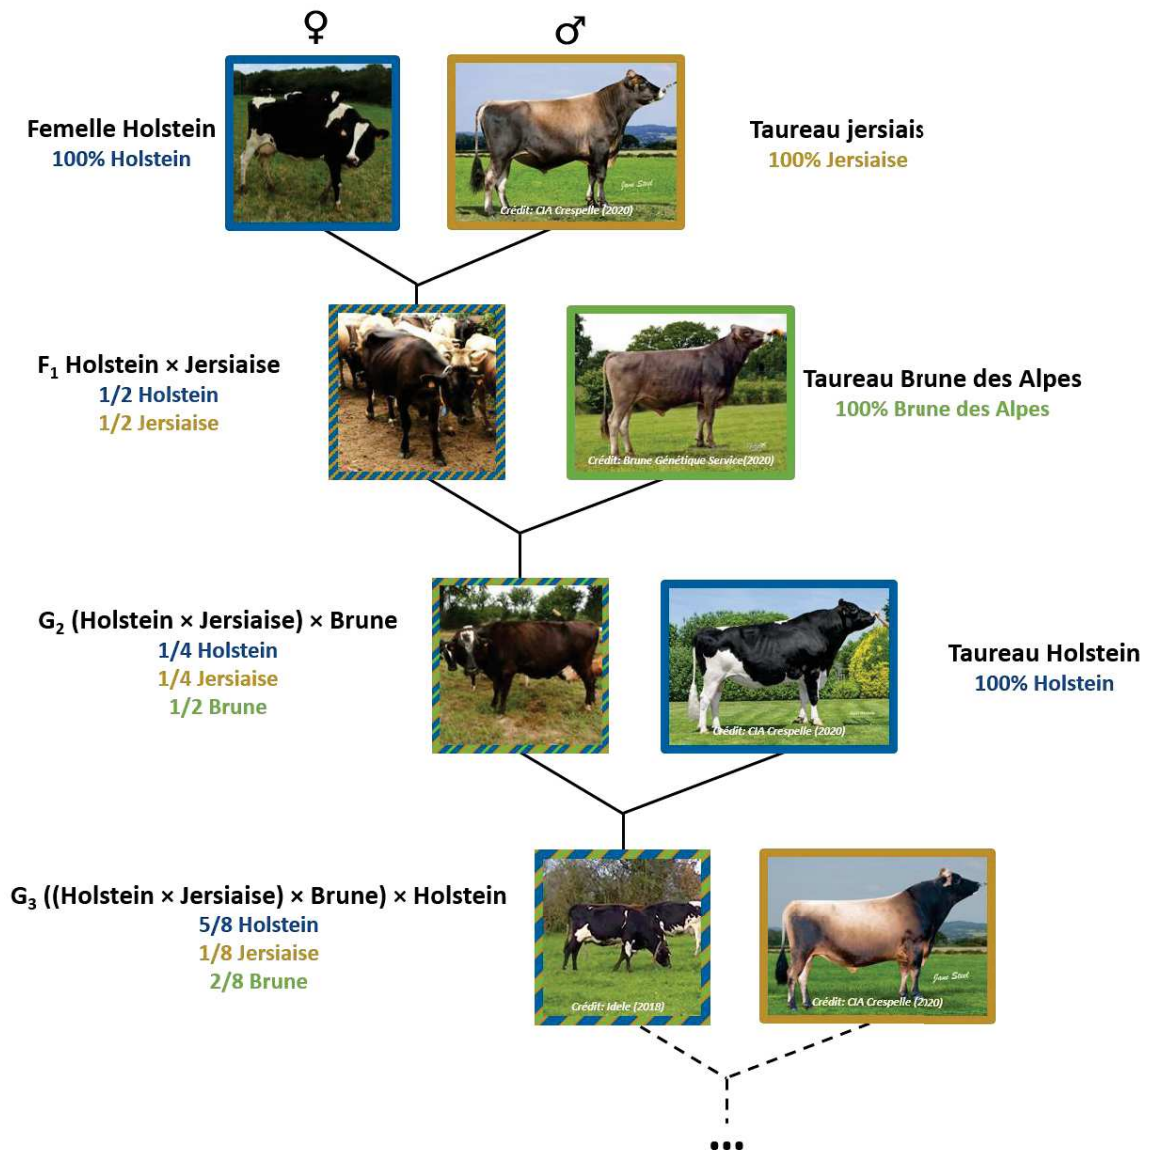 ♀ ♂
Femelle Holstein
100% Holstein
Taureau jersiais
100% Jersiaise
Jane Steel
Crédit: CIA Crespelle (2020)
F₁ Holstein × Jersiaise
1/2 Holstein
1/2 Jersiaise
Taureau Brune des Alpes
100% Brune des Alpes
Crédit: Brune Génétique Service(2020)
G₂ (Holstein × Jersiaise) × Brune
1/4 Holstein
1/4 Jersiaise
1/2 Brune
Taureau Holstein
100% Holstein
Crédit: CIA Crespelle (2020)
G₃ ((Holstein × Jersiaise) × Brune) × Holstein
5/8 Holstein
1/8 Jersiaise
2/8 Brune
Crédit: Idele (2018)
Jane Steel
Crédit: CIA Crespelle (2020)
...